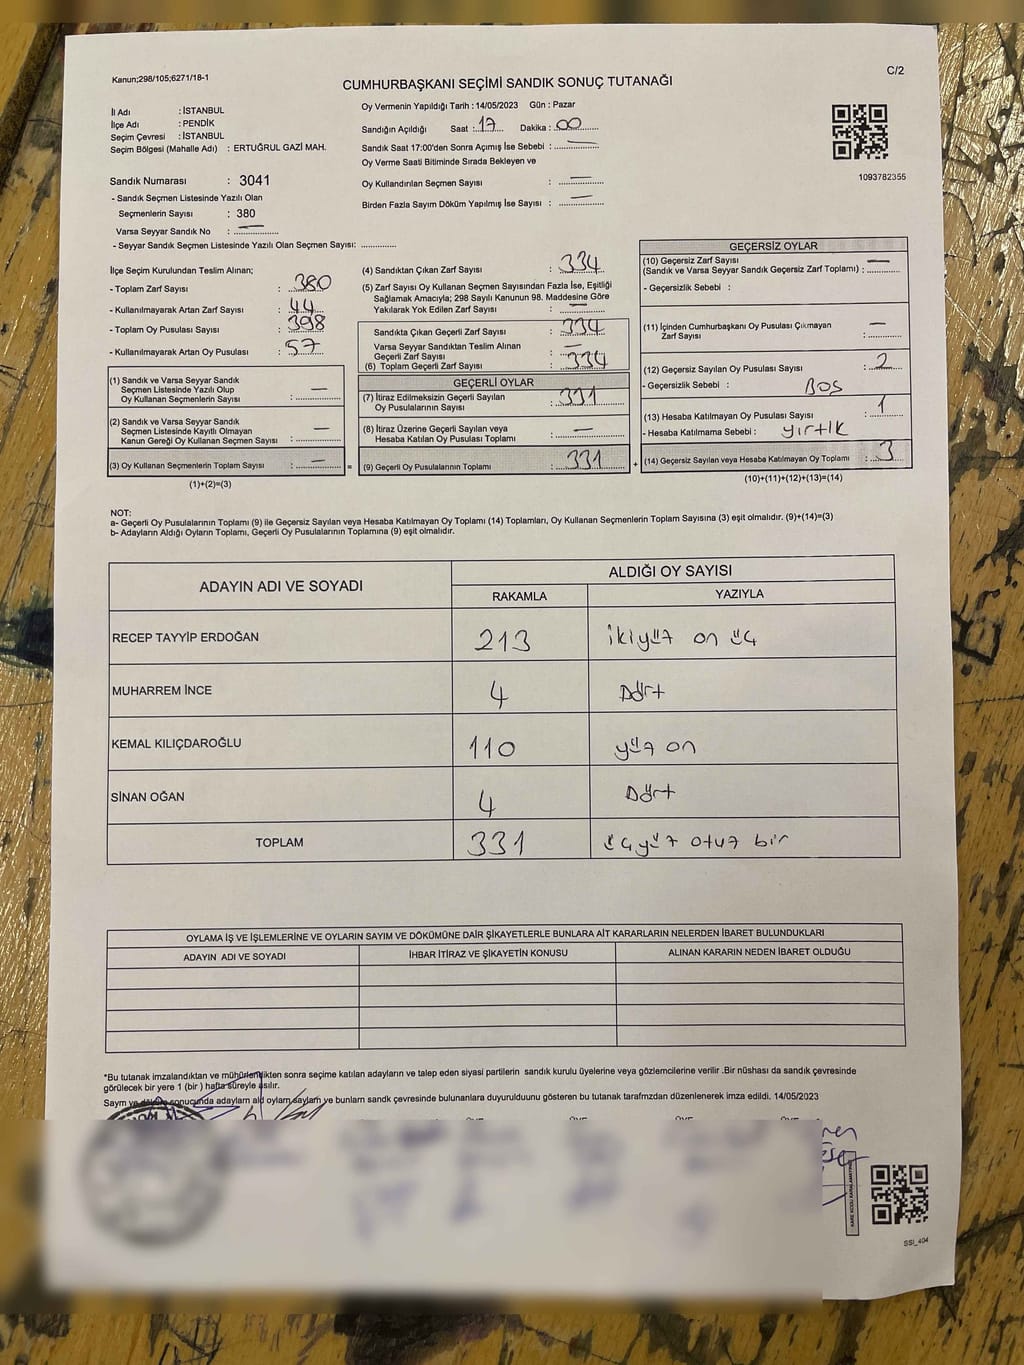 Kanun;298/105;6271/18-1
C/2
CUMHURBAŞKANI SEÇİMİ SANDIK SONUÇ TUTANAĞI
İl Adı : İSTANBUL
İlçe Adı : PENDİK
Seçim Çevresi : İSTANBUL
Seçim Bölgesi (Mahalle Adı) : ERTUĞRUL GAZİ MAH.
Sandık Numarası : 3041
- Sandık Seçmen Listesinde Yazılı Olan
Seçmenlerin Sayısı : 380
Varsa Seyyar Sandık No : —
- Seyyar Sandık Seçmen Listesinde Yazılı Olan Seçmen Sayısı: ............
Oy Vermenin Yapıldığı Tarih : 14/05/2023 Gün : Pazar
Sandığın Açıldığı Saat : 17 Dakika : 00
Sandık Saat 17:00'den Sonra Açımış İse Sebebi : —
Oy Verme Saati Bitiminde Sırada Bekleyen ve
Oy Kullandırılan Seçmen Sayısı : —
Birden Fazla Sayım Döküm Yapılmış İse Sayısı : —
1093782355
İlçe Seçim Kurulundan Teslim Alınan;
- Toplam Zarf Sayısı : 380
- Kullanılmayarak Artan Zarf Sayısı : 44
- Toplam Oy Pusulası Sayısı : 398
- Kullanılmayarak Artan Oy Pusulası : 57
(1) Sandık ve Varsa Seyyar Sandık
Seçmen Listesinde Yazılı Olup
Oy Kullanan Seçmenlerin Sayısı : —
(2) Sandık ve Varsa Seyyar Sandık
Seçmen Listesinde Kayıtlı Olmayan
Kanun Gereği Oy Kullanan Seçmen Sayısı : —
(3) Oy Kullanan Seçmenlerin Toplam Sayısı : — =
(1)+(2)=(3)
(4) Sandıktan Çıkan Zarf Sayısı : 334
(5) Zarf Sayısı Oy Kullanan Seçmen Sayısından Fazla İse, Eşitliği
Sağlamak Amacıyla; 298 Sayılı Kanunun 98. Maddesine Göre
Yakılarak Yok Edilen Zarf Sayısı : —
Sandıkta Çıkan Geçerli Zarf Sayısı : 334
Varsa Seyyar Sandıktan Teslim Alınan
Geçerli Zarf Sayısı : —
(6) Toplam Geçerli Zarf Sayısı : 334
GEÇERLİ OYLAR
(7) İtiraz Edilmeksizin Geçerli Sayılan
Oy Pusulalarının Sayısı : 331
(8) İtiraz Üzerine Geçerli Sayılan veya
Hesaba Katılan Oy Pusulası Toplamı : —
(9) Geçerli Oy Pusulalarının Toplamı : 331 +
GEÇERSİZ OYLAR
(10) Geçersiz Zarf Sayısı —
(Sandık ve Varsa Seyyar Sandık Geçersiz Zarf Toplamı) : ............
- Geçersizlik Sebebi :
(11) İçinden Cumhurbaşkanı Oy Pusulası Çıkmayan
Zarf Sayısı : —
(12) Geçersiz Sayılan Oy Pusulası Sayısı : 2
- Geçersizlik Sebebi : BOS
(13) Hesaba Katılmayan Oy Pusulası Sayısı : 1
- Hesaba Katılmama Sebebi : yırtık
(14) Geçersiz Sayılan veya Hesaba Katılmayan Oy Toplamı : 3
(10)+(11)+(12)+(13)=(14)
NOT:
a- Geçerli Oy Pusulalarının Toplamı (9) ile Geçersiz Sayılan veya Hesaba Katılmayan Oy Toplamı (14) Toplamları, Oy Kullanan Seçmenlerin Toplam Sayısına (3) eşit olmalıdır. (9)+(14)=(3)
b- Adayların Aldığı Oyların Toplamı, Geçerli Oy Pusulalarının Toplamına (9) eşit olmalıdır.
ADAYIN ADI VE SOYADI
ALDIĞI OY SAYISI
RAKAMLA YAZIYLA
RECEP TAYYİP ERDOĞAN 213 ikiyüz on üç
MUHARREM İNCE 4 Dört
KEMAL KILIÇDAROĞLU 110 yüz on
SİNAN OĞAN 4 Dört
TOPLAM 331 üçyüz otuz bir
OYLAMA İŞ VE İŞLEMLERİNE VE OYLARIN SAYIM VE DÖKÜMÜNE DAİR ŞİKAYETLERLE BUNLARA AİT KARARLARIN NELERDEN İBARET BULUNDUKLARI
ADAYIN ADI VE SOYADI İHBAR İTİRAZ VE ŞİKAYETİN KONUSU ALINAN KARARIN NEDEN İBARET OLDUĞU
*Bu tutanak imzalandıktan ve mühürlendikten sonra seçime katılan adayların ve talep eden siyasi partilerin sandık kurulu üyelerine veya gözlemcilerine verilir .Bir nüshası da sandık çevresinde
görülecek bir yere 1 (bir ) hafta süreyle asılır.
Sayım ve döküm sonucunda adayların ald oyların sayların ve bunların sandk çevresinde bulunanlara duyurulduunu gösteren bu tutanak tarafmzdan düzenlenerek imza edildi. 14/05/2023
SSI_404